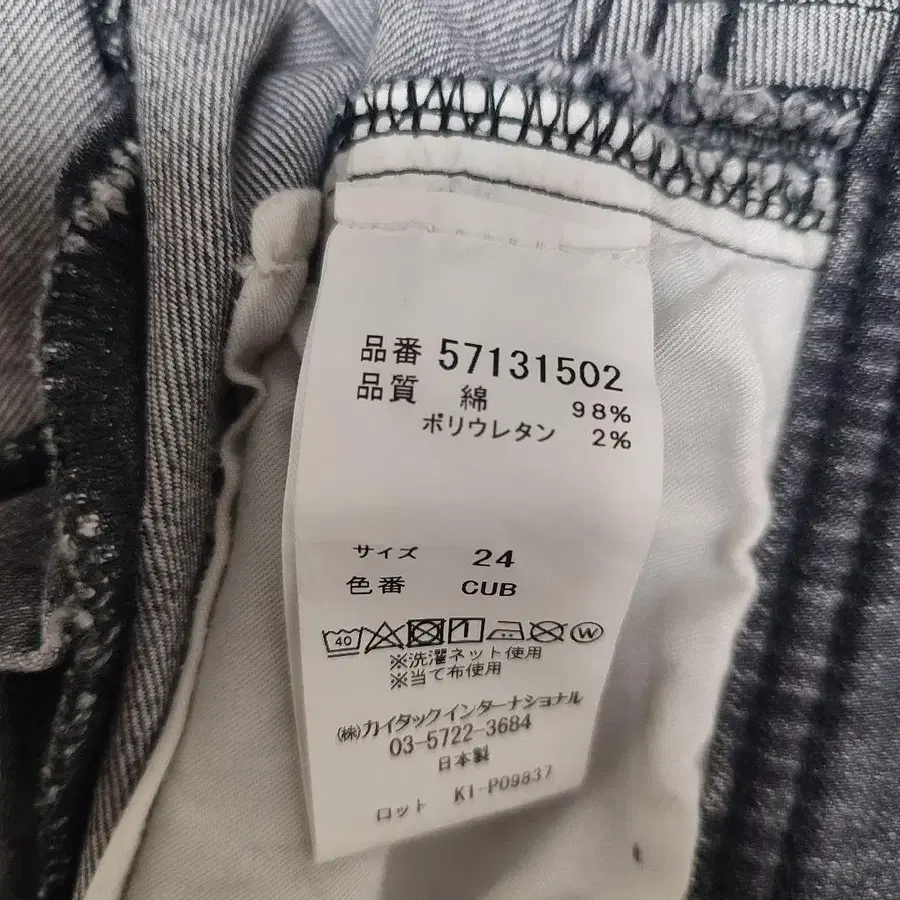 品番 57131502
品質 綿 98%
ポリウレタン 2%
サイズ 24
色番 CUB
40 W
※洗濯ネット使用
※当て布使用
㈱カイタックインターナショナル
03-5722-3684
日本製
ロット KI-P09837